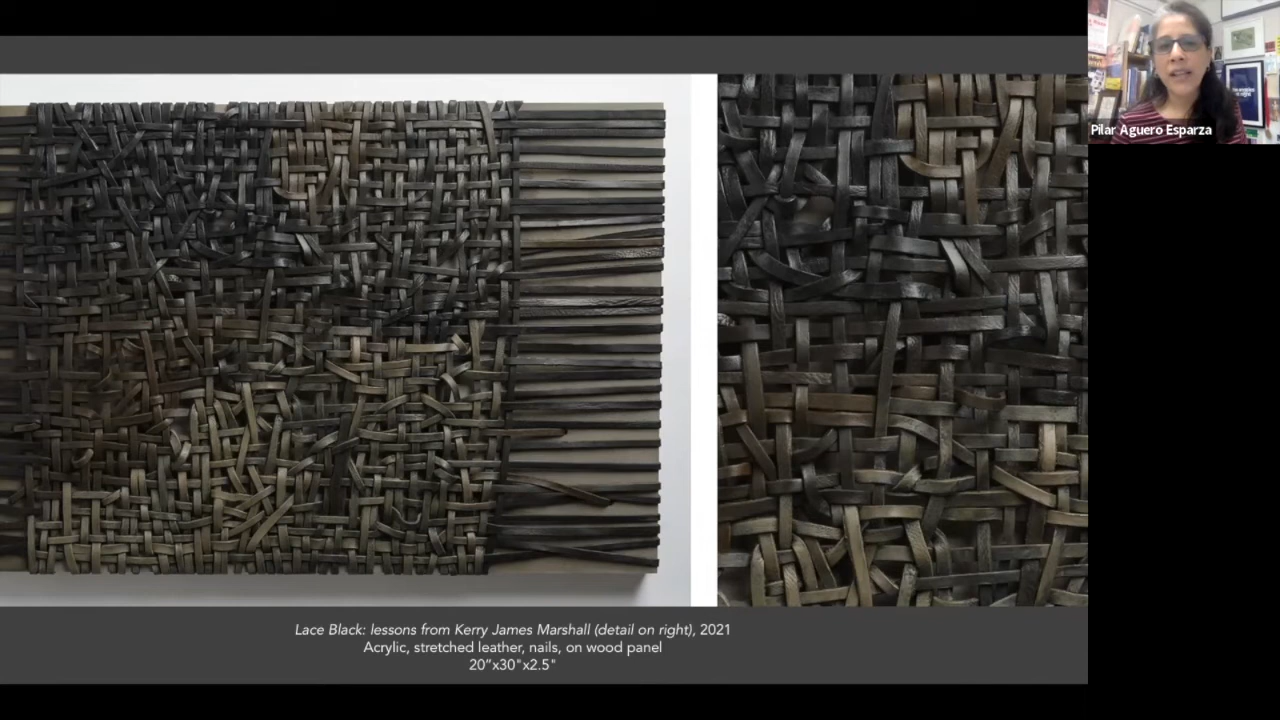 Pilar Aguero Esparza
Lace Black: lessons from Kerry James Marshall (detail on right), 2021
Acrylic, stretched leather, nails, on wood panel
20"x30"x2.5"